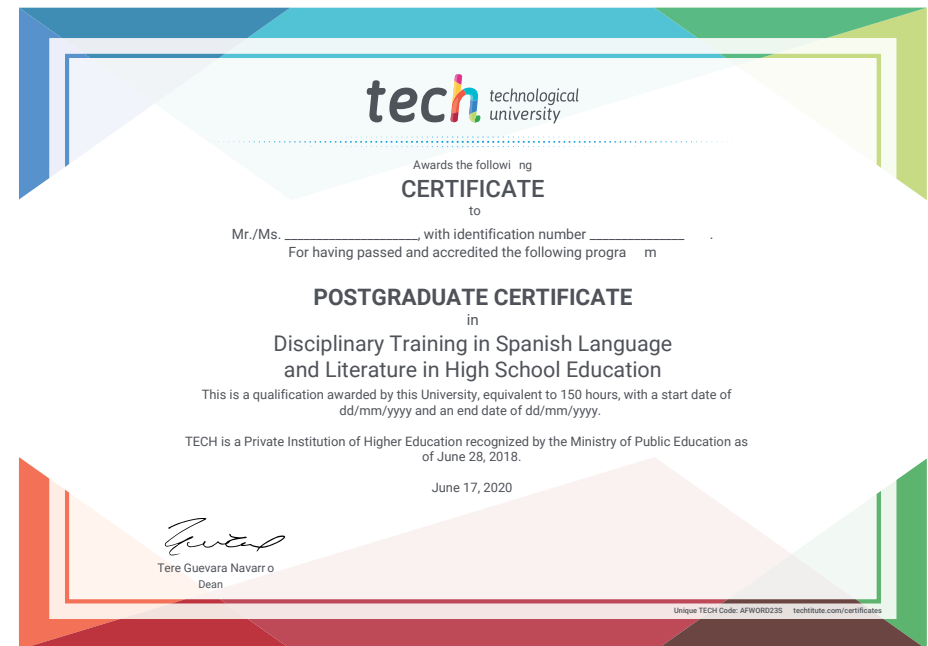 tech technological
university
Awards the followi ng
CERTIFICATE
to
Mr./Ms. _____________________, with identification number _______________ .
For having passed and accredited the following progra m
POSTGRADUATE CERTIFICATE
in
Disciplinary Training in Spanish Language
and Literature in High School Education
This is a qualification awarded by this University, equivalent to 150 hours, with a start date of
dd/mm/yyyy and an end date of dd/mm/yyyy.
TECH is a Private Institution of Higher Education recognized by the Ministry of Public Education as
of June 28, 2018.
June 17, 2020
Tere Guevara Navarr o
Dean
Unique TECH Code: AFWORD23S techtitute.com/certificates